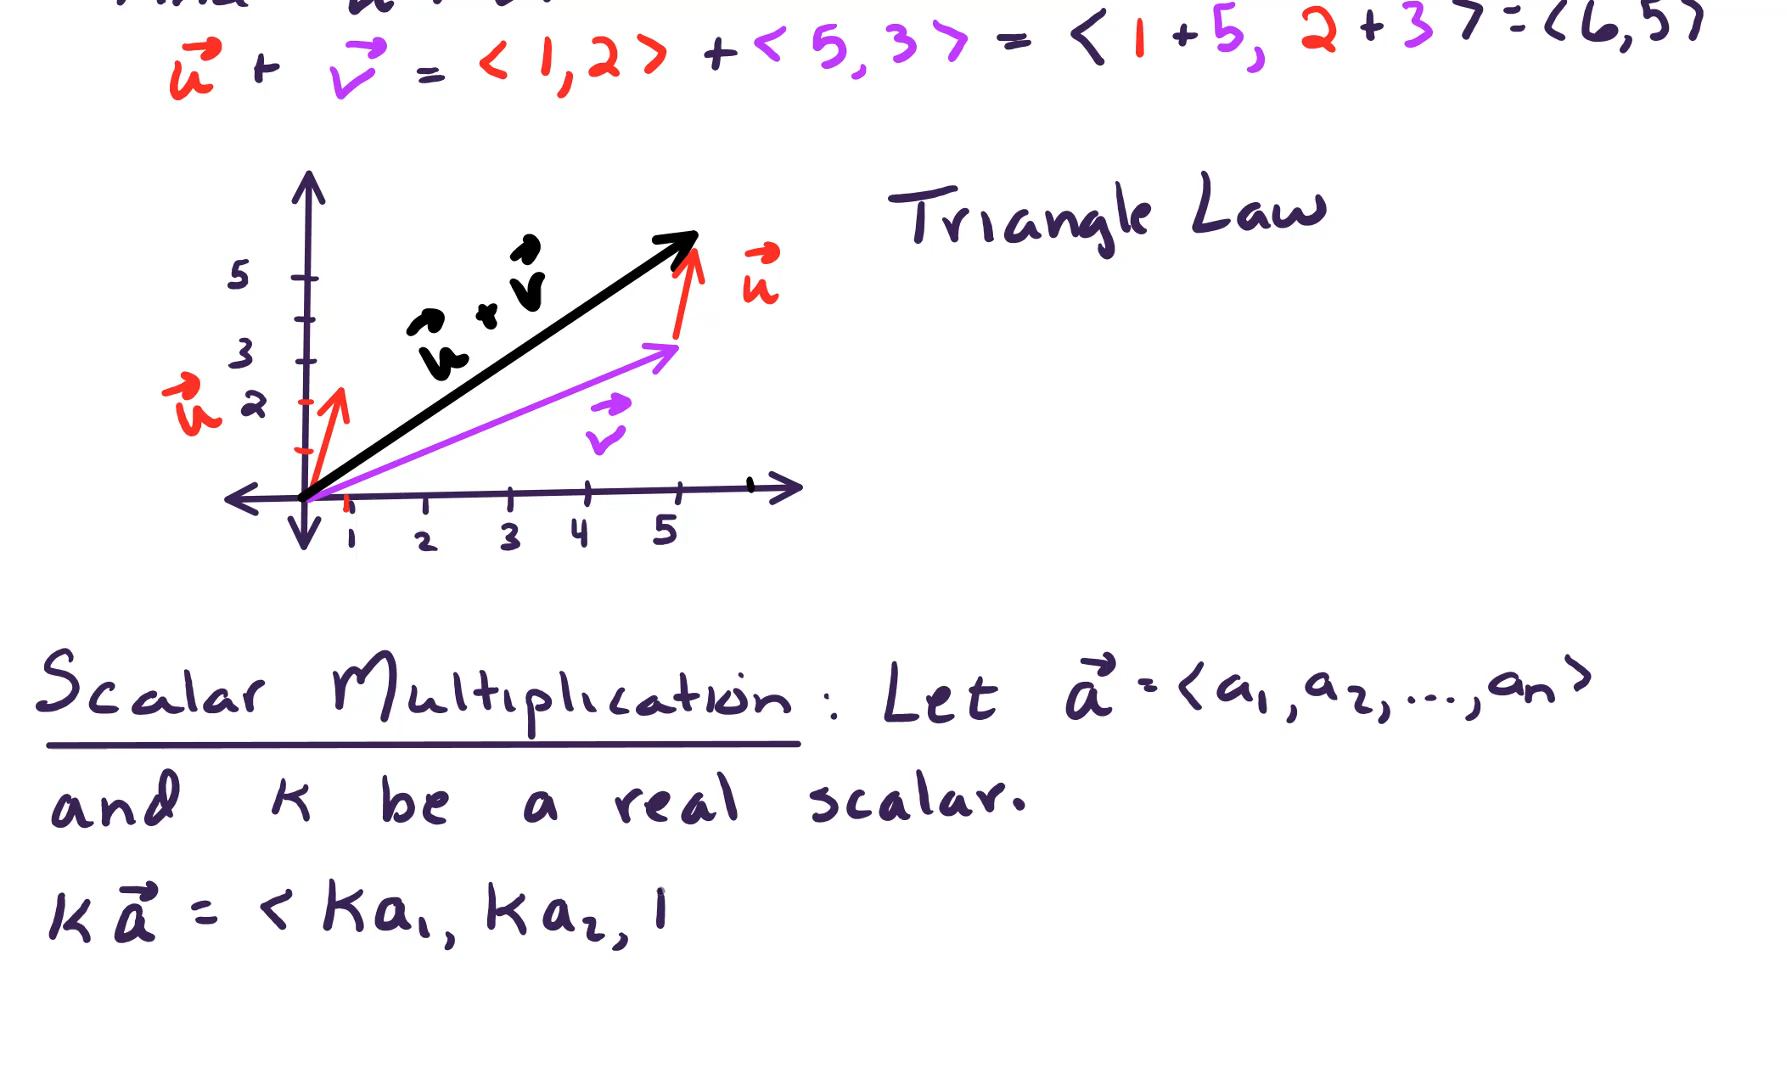 u⃗ + v⃗ = <1,2> + <5,3> = <1+5, 2+3> = <6,5>
Triangle Law
5
3
2
u⃗
u⃗ + v⃗
u⃗
v⃗
1 2 3 4 5
Scalar Multiplication: Let a⃗ = <a₁, a₂, ..., aₙ>
and k be a real scalar.
k a⃗ = < ka₁, ka₂,